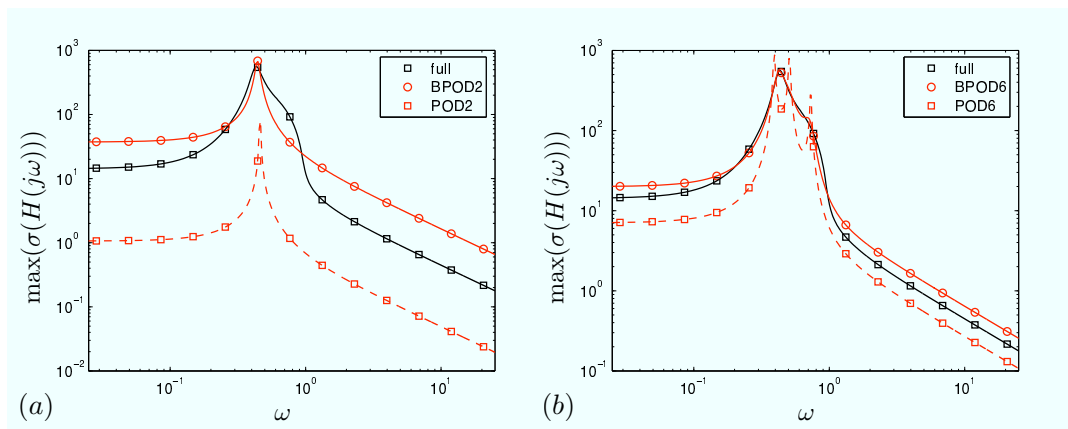 10^3
10^2
10^1
10^0
10^{-1}
10^{-2}
max(σ(H(jω)))
full
BPOD2
POD2
10^{-1}
10^0
10^1
ω
(a)
10^3
10^2
10^1
10^0
10^{-1}
max(σ(H(jω)))
full
BPOD6
POD6
10^{-1}
10^0
10^1
ω
(b)